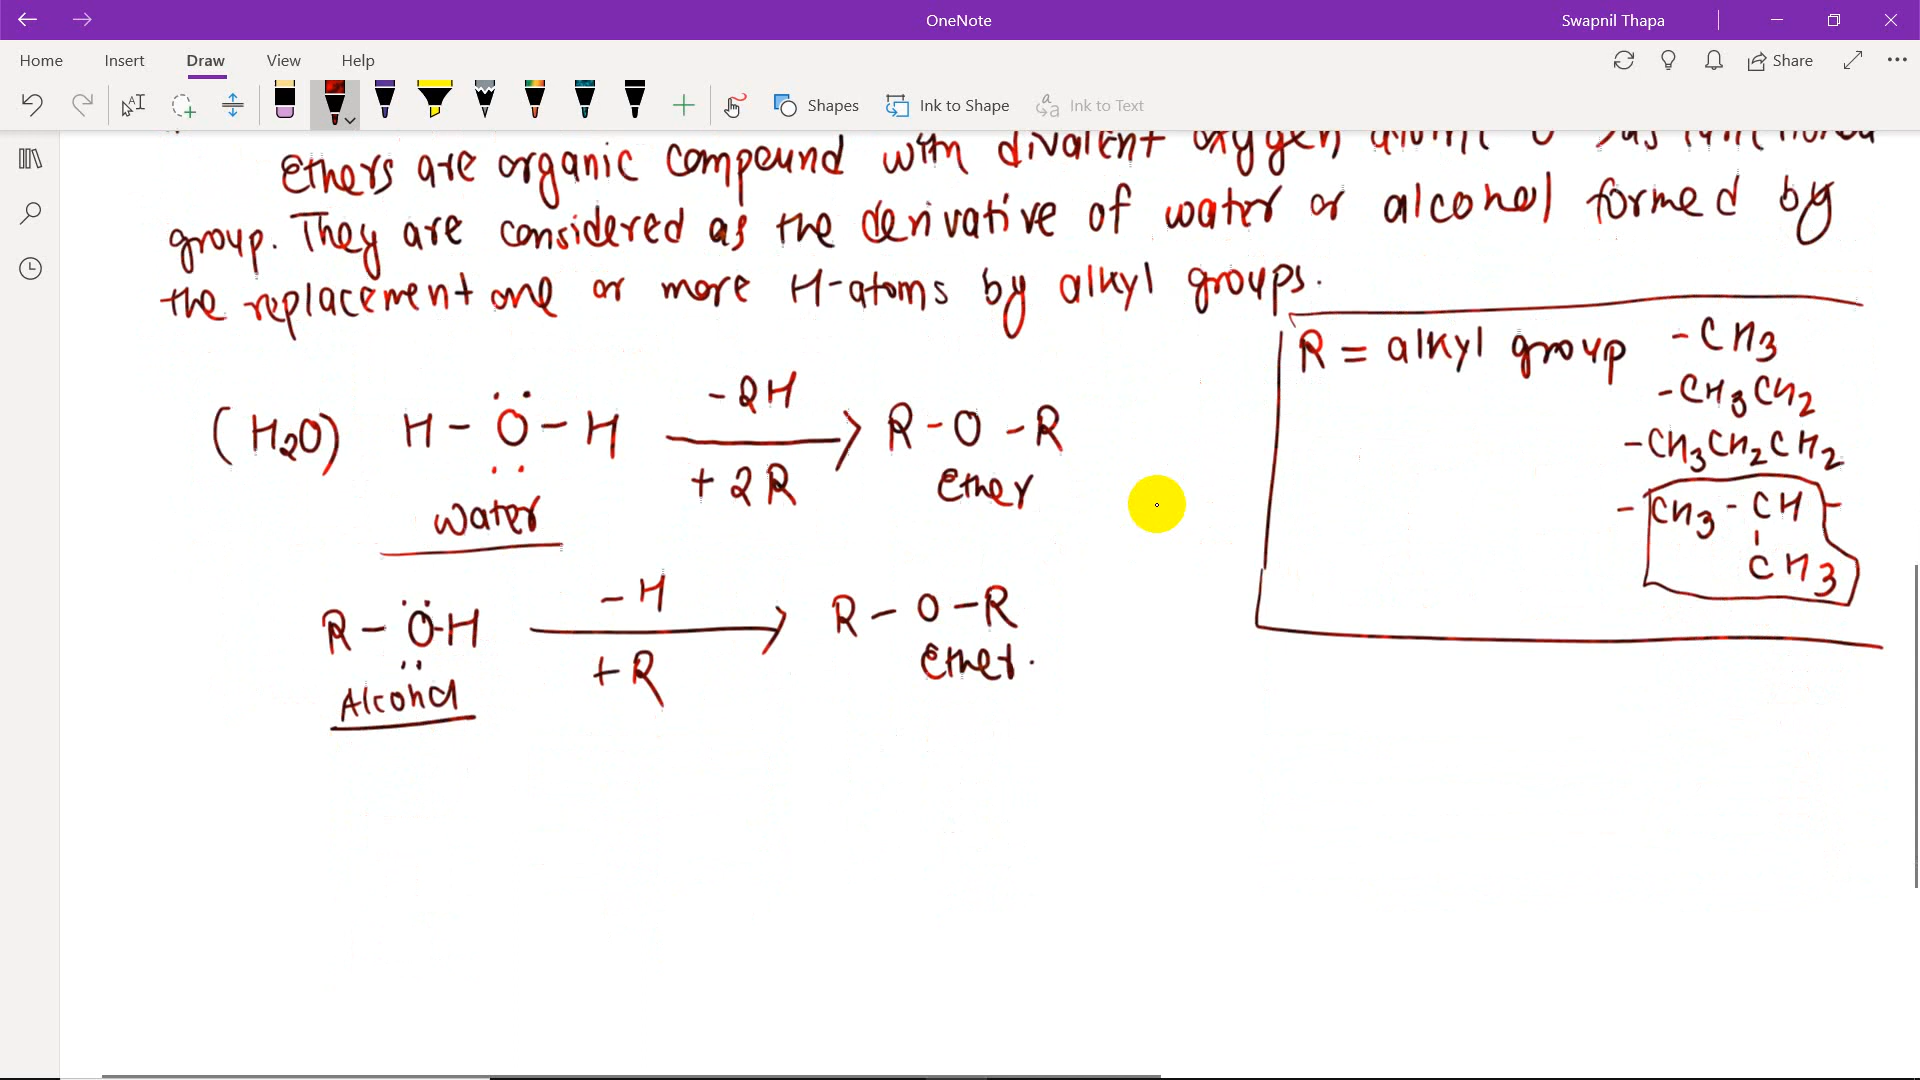 OneNote
Swapnil Thapa
Home Insert Draw View Help
Share
Shapes Ink to Shape Ink to Text
Ethers are organic compound with divalent oxygen
group. They are considered as the derivative of water or alcohol formed by
the replacement one or more H-atoms by alkyl groups.
R = alkyl group -CH3
-CH3CH2
-CH3CH2CH2
-CH3-CH-
CH3
(H2O) H-O-H -2H R-O-R
+2R
Water
Ether
R-OH -H R-O-R
+R
Alcohol
Ether.